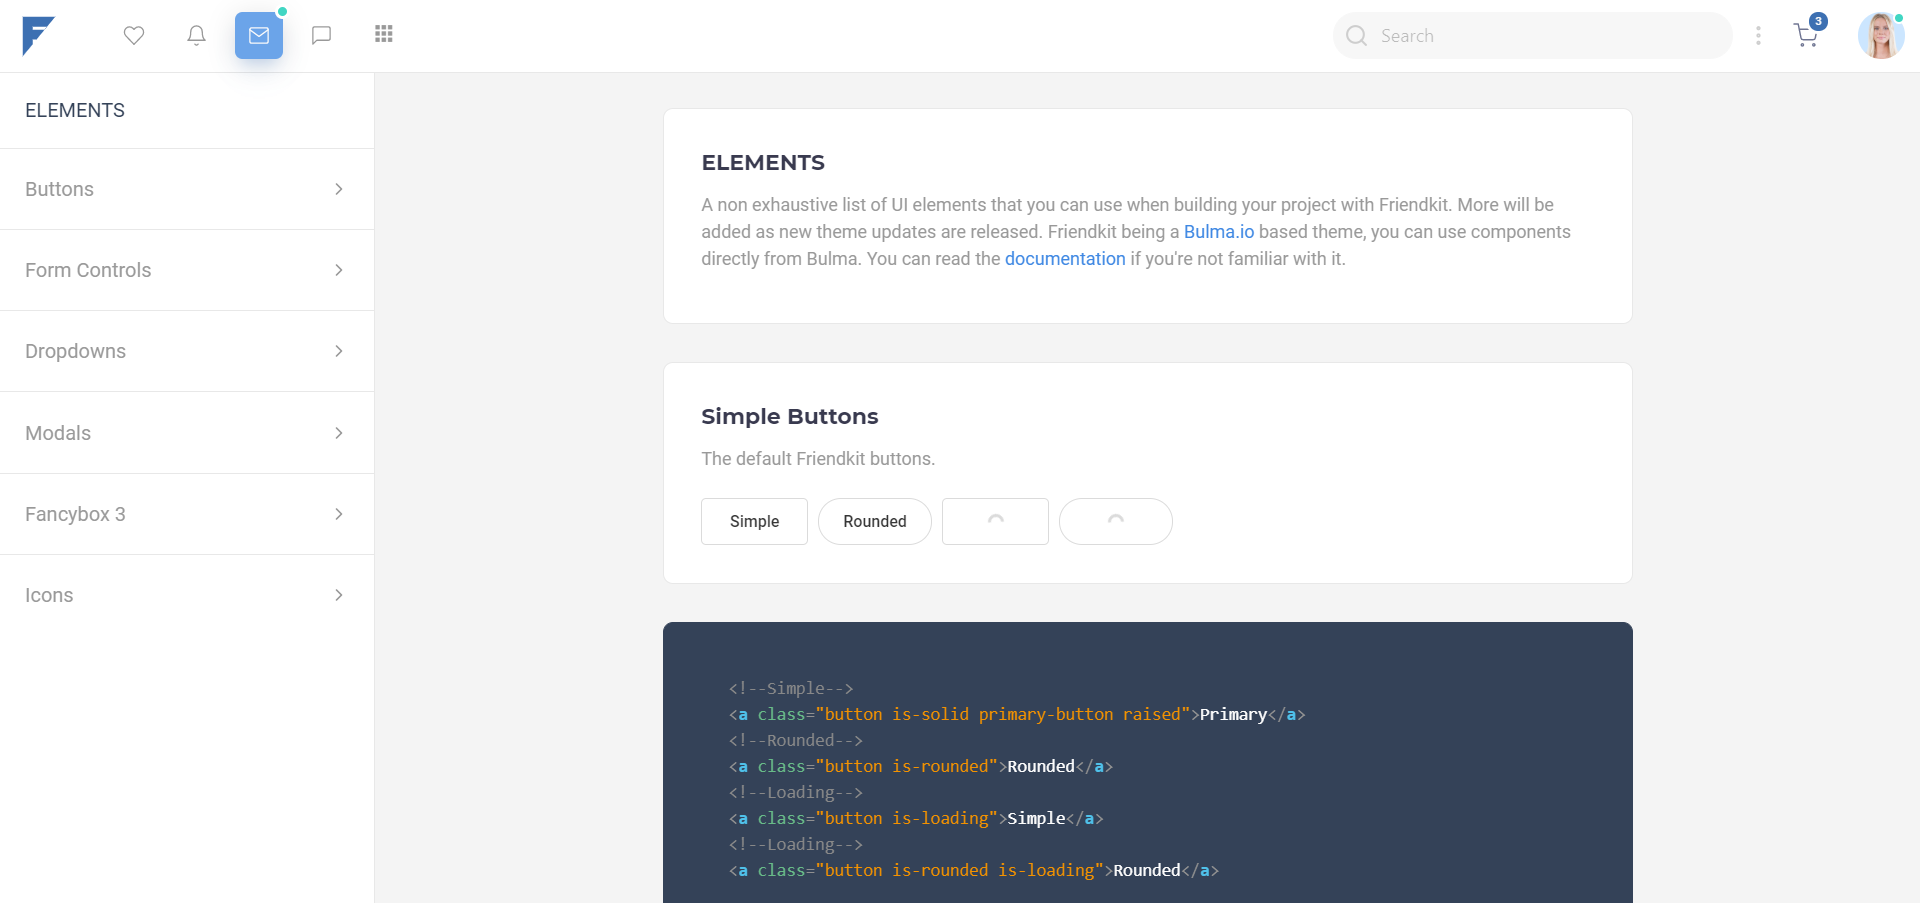 Search
3
ELEMENTS
Buttons
Form Controls
Dropdowns
Modals
Fancybox 3
Icons
ELEMENTS
A non exhaustive list of UI elements that you can use when building your project with Friendkit. More will be
added as new theme updates are released. Friendkit being a Bulma.io based theme, you can use components
directly from Bulma. You can read the documentation if you're not familiar with it.
Simple Buttons
The default Friendkit buttons.
Simple
Rounded
<!--Simple-->
<a class="button is-solid primary-button raised">Primary</a>
<!--Rounded-->
<a class="button is-rounded">Rounded</a>
<!--Loading-->
<a class="button is-loading">Simple</a>
<!--Loading-->
<a class="button is-rounded is-loading">Rounded</a>